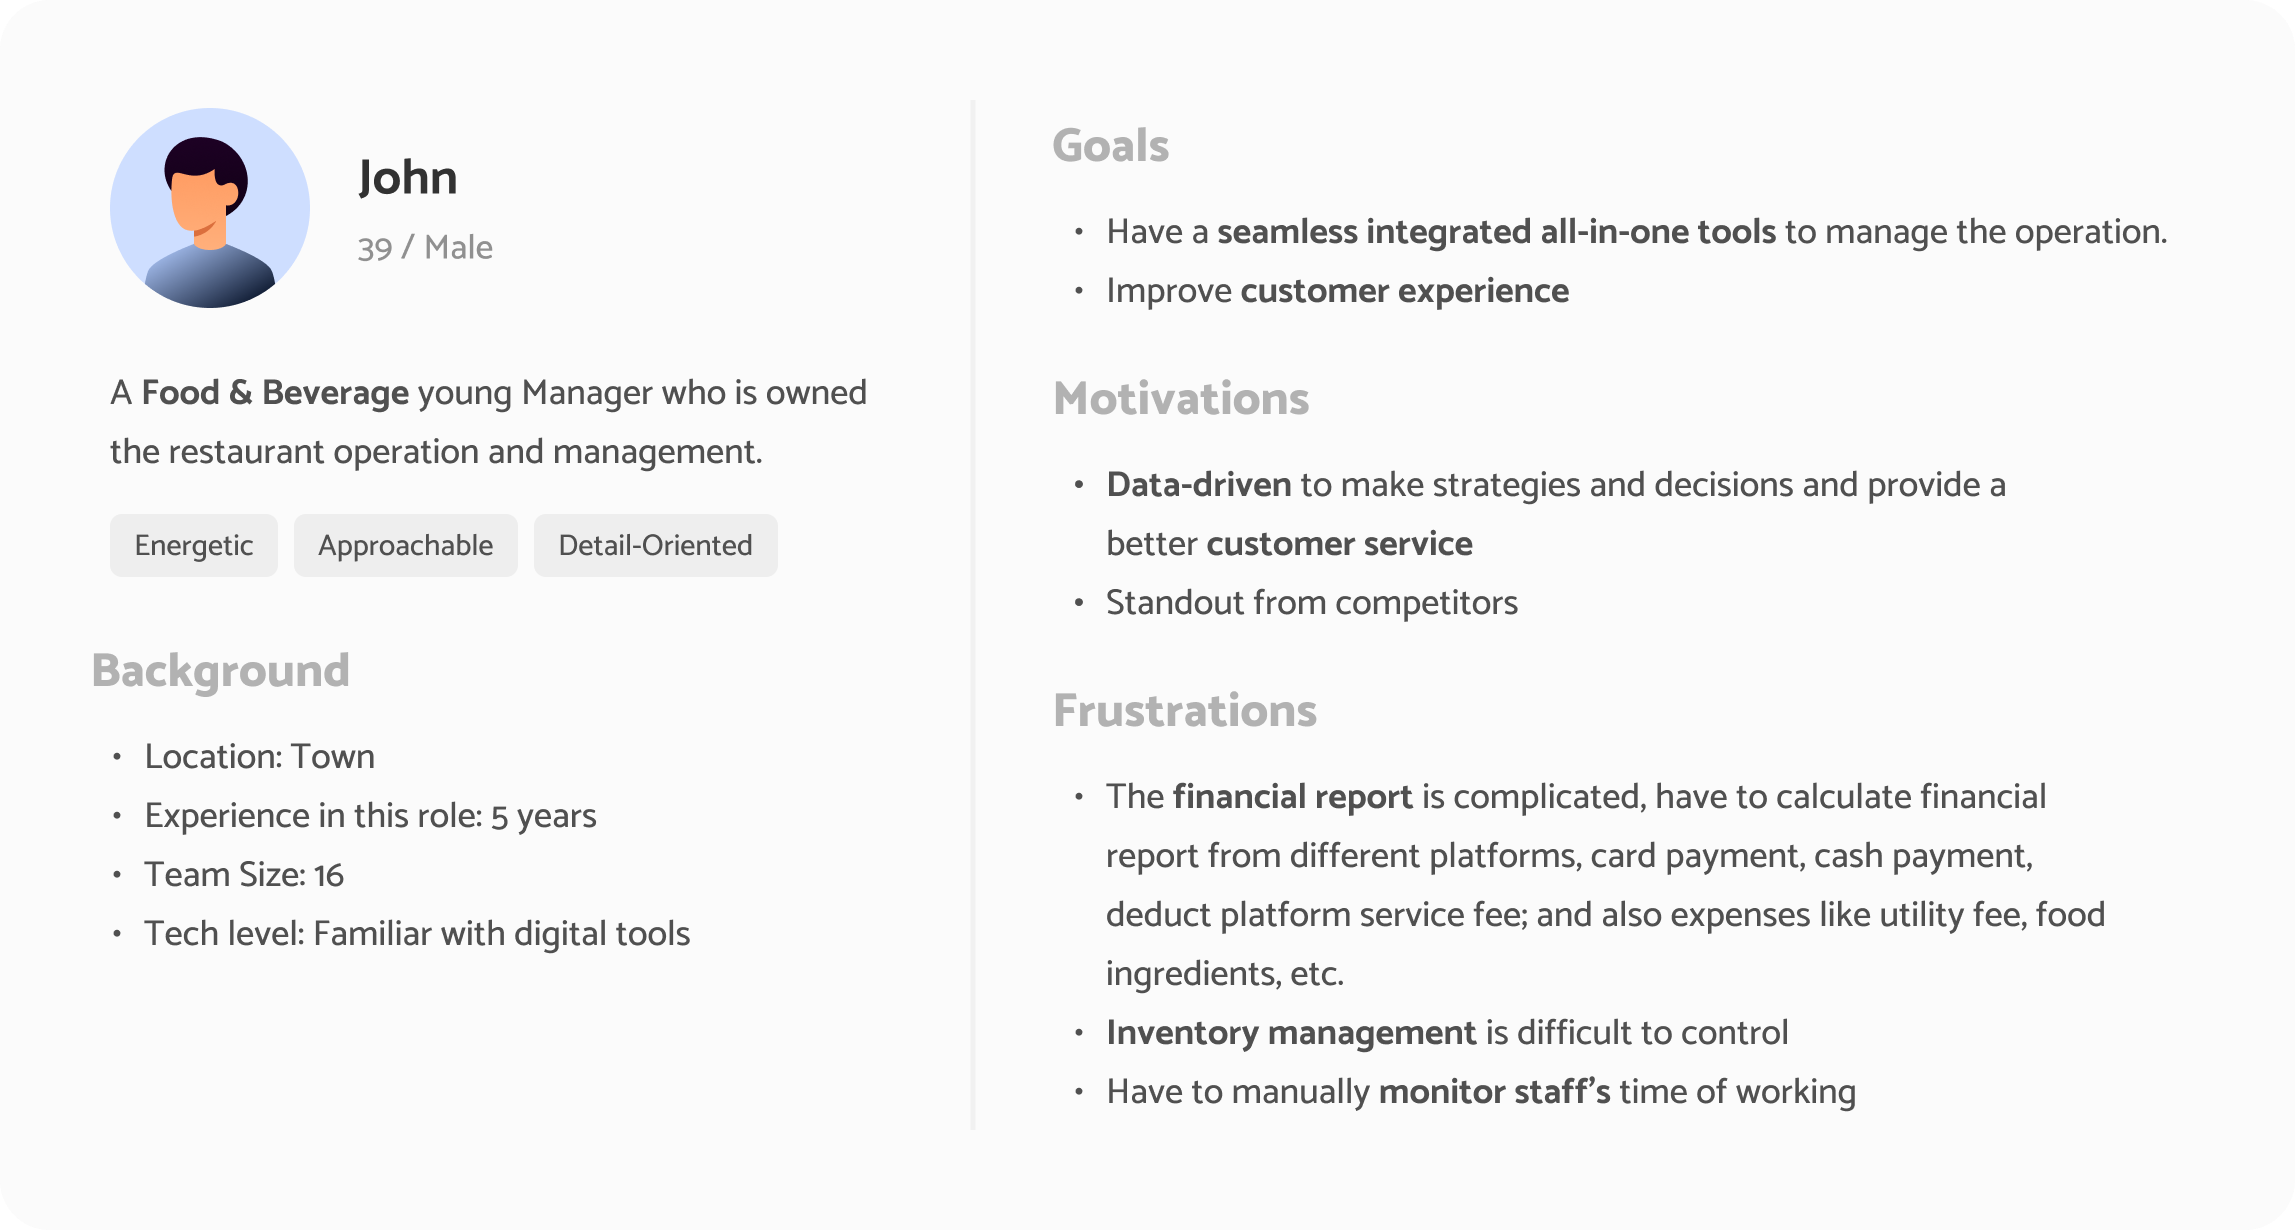 John
39 / Male
A Food & Beverage young Manager who is owned
the restaurant operation and management.
Energetic
Approachable
Detail-Oriented
Background
• Location: Town
• Experience in this role: 5 years
• Team Size: 16
• Tech level: Familiar with digital tools
Goals
• Have a seamless integrated all-in-one tools to manage the operation.
• Improve customer experience
Motivations
• Data-driven to make strategies and decisions and provide a
better customer service
• Standout from competitors
Frustrations
• The financial report is complicated, have to calculate financial
report from different platforms, card payment, cash payment,
deduct platform service fee; and also expenses like utility fee, food
ingredients, etc.
• Inventory management is difficult to control
• Have to manually monitor staff’s time of working